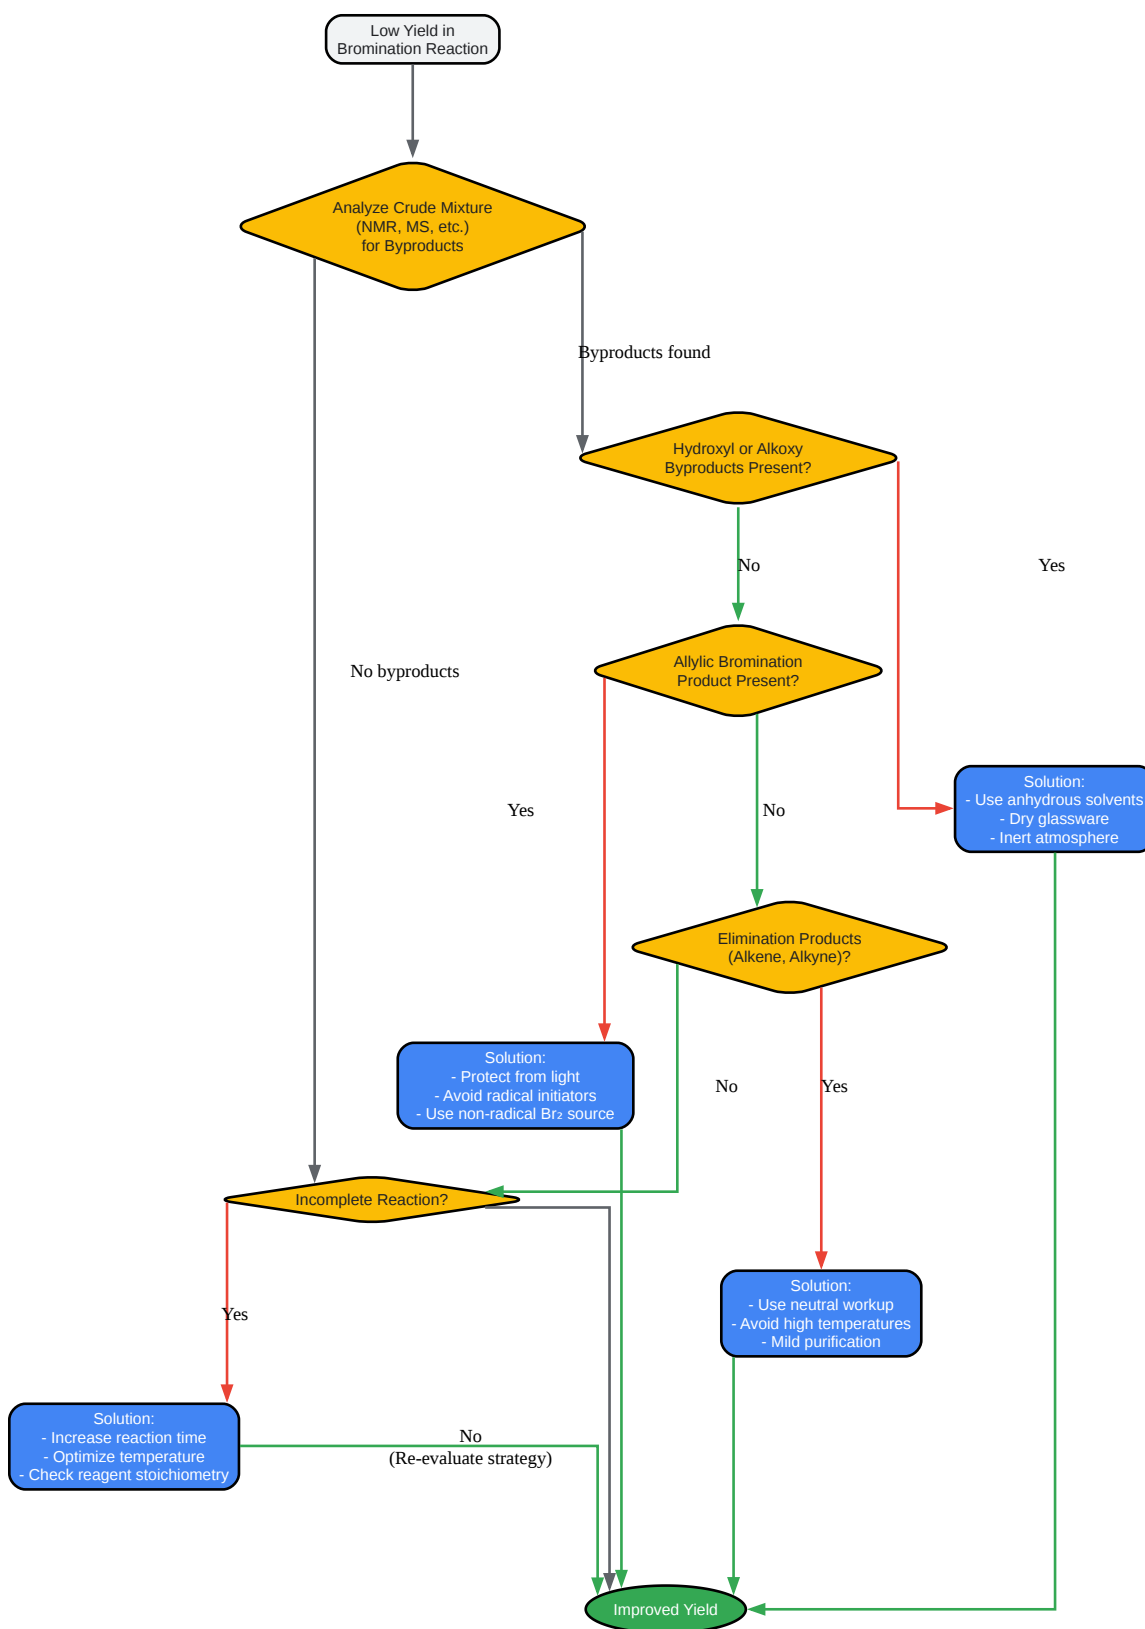 Low Yield in
Bromination Reaction
Analyze Crude Mixture
(NMR, MS, etc.)
for Byproducts
Byproducts found
Hydroxyl or Alkoxy
Byproducts Present?
No
Yes
Allylic Bromination
Product Present?
No byproducts
Yes
No
Solution:
- Use anhydrous solvents
- Dry glassware
- Inert atmosphere
Elimination Products
(Alkene, Alkyne)?
Solution:
- Protect from light
- Avoid radical initiators
- Use non-radical Br₂ source
No
Yes
Incomplete Reaction?
Yes
Solution:
- Use neutral workup
- Avoid high temperatures
- Mild purification
Solution:
- Increase reaction time
- Optimize temperature
- Check reagent stoichiometry
No
(Re-evaluate strategy)
Improved Yield